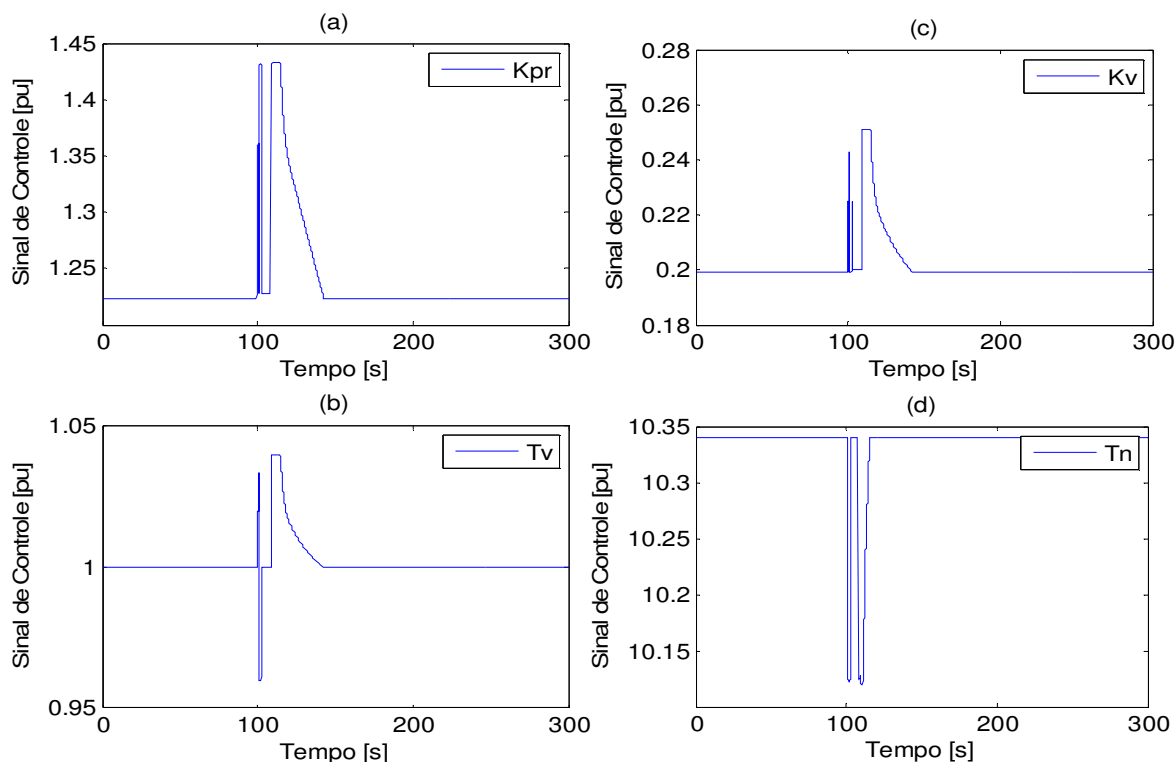 (a)
Sinal de Controle [pu]
1.45
1.4
1.35
1.3
1.25
Kpr
0 100 200 300
Tempo [s]
(c)
Sinal de Controle [pu]
0.28
0.26
0.24
0.22
0.2
0.18
Kv
0 100 200 300
Tempo [s]
(b)
Sinal de Controle [pu]
1.05
1
0.95
Tv
0 100 200 300
Tempo [s]
(d)
Sinal de Controle [pu]
10.35
10.3
10.25
10.2
10.15
Tn
0 100 200 300
Tempo [s]